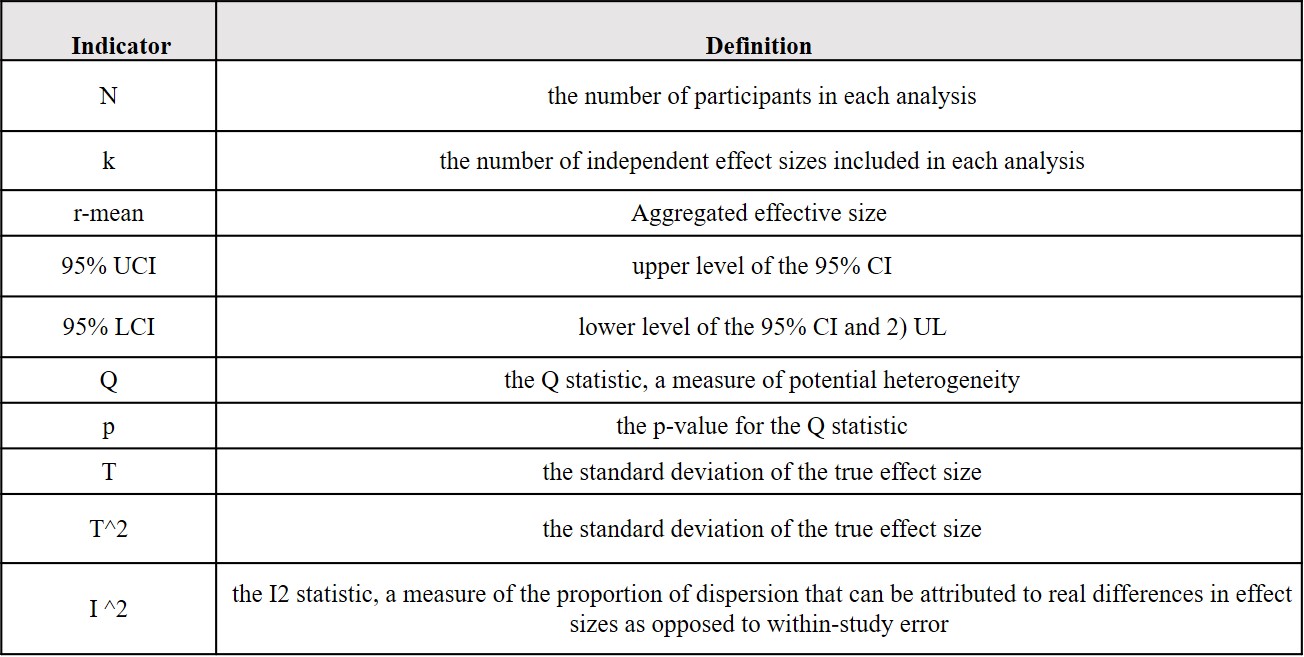 Indicator Definition
N the number of participants in each analysis
k the number of independent effect sizes included in each analysis
r-mean Aggregated effective size
95% UCI upper level of the 95% CI
95% LCI lower level of the 95% CI and 2) UL
Q the Q statistic, a measure of potential heterogeneity
p the p-value for the Q statistic
T the standard deviation of the true effect size
T^2 the standard deviation of the true effect size
I ^2 the I2 statistic, a measure of the proportion of dispersion that can be attributed to real differences in effect
sizes as opposed to within-study error